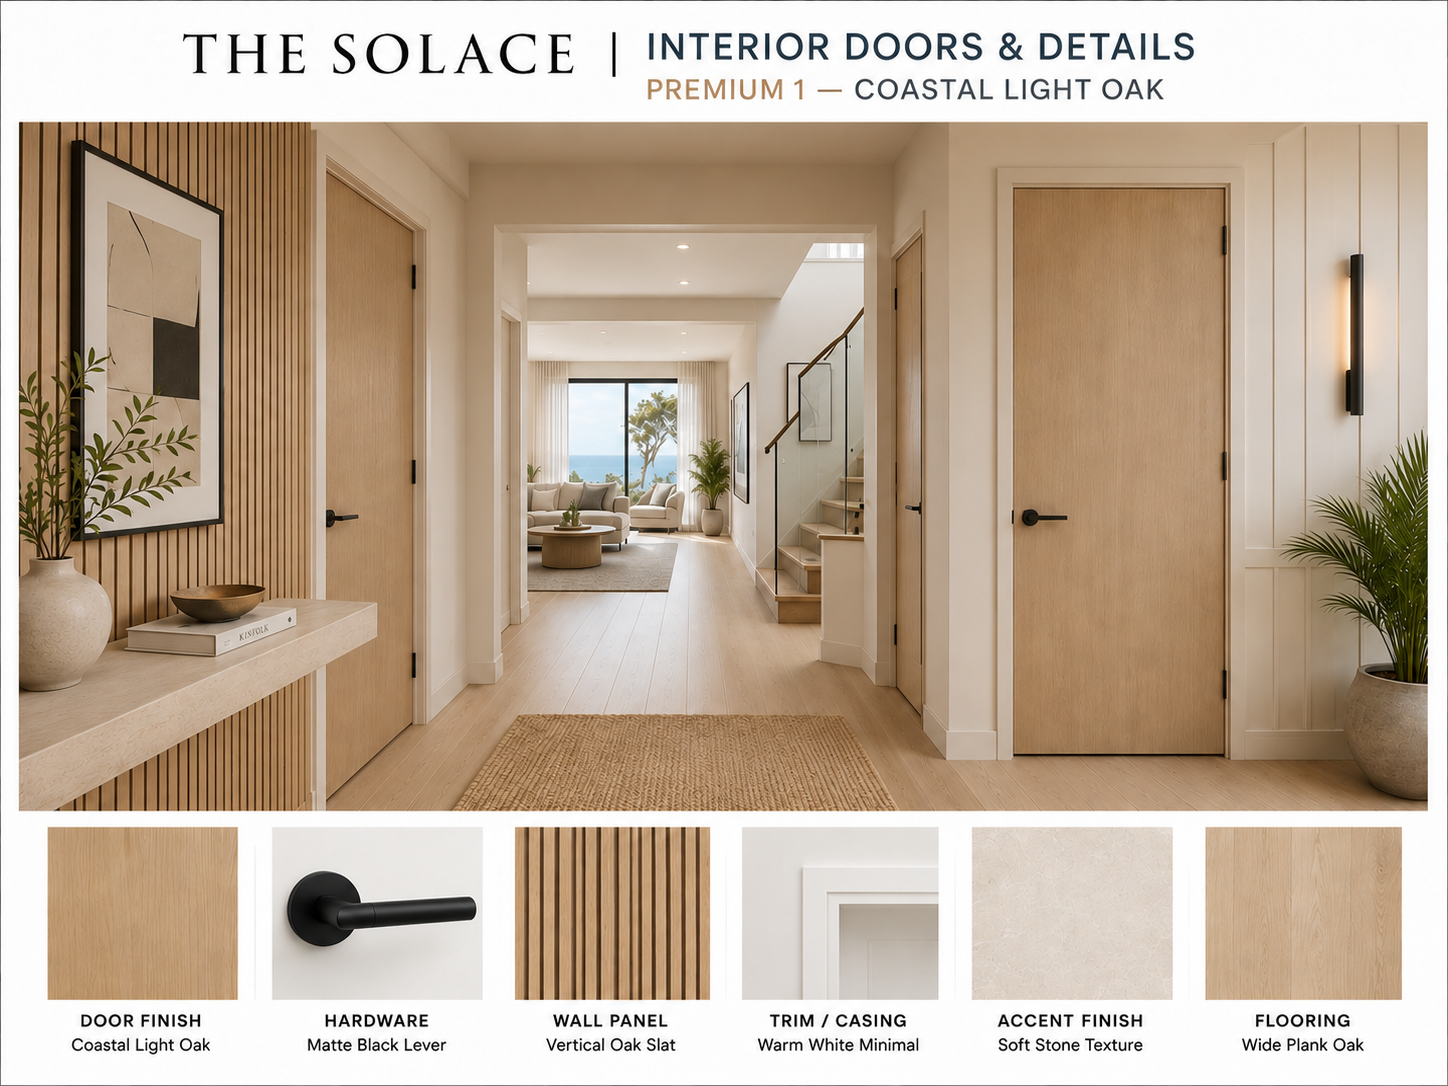 THE SOLACE | INTERIOR DOORS & DETAILS
PREMIUM 1 — COASTAL LIGHT OAK
KINFOLK
DOOR FINISH
Coastal Light Oak
HARDWARE
Matte Black Lever
WALL PANEL
Vertical Oak Slat
TRIM / CASING
Warm White Minimal
ACCENT FINISH
Soft Stone Texture
FLOORING
Wide Plank Oak